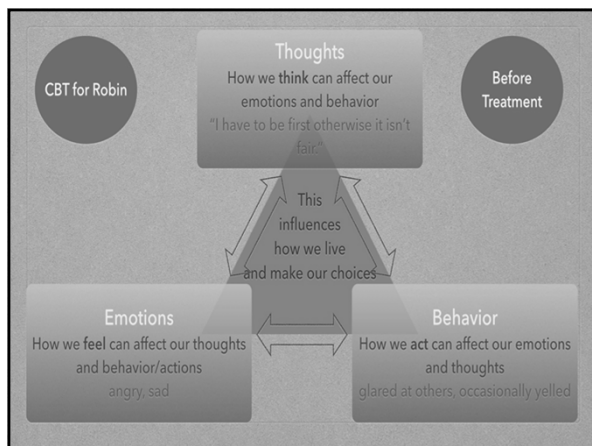 CBT for Robin
Thoughts
How we think can affect our
emotions and behavior
“I have to be first otherwise it isn't
fair.”
Before
Treatment
This
influences
how we live
and make our choices
Emotions
How we feel can affect our thoughts
and behavior/actions
angry, sad
Behavior
How we act can affect our emotions
and thoughts
glared at others, occasionally yelled